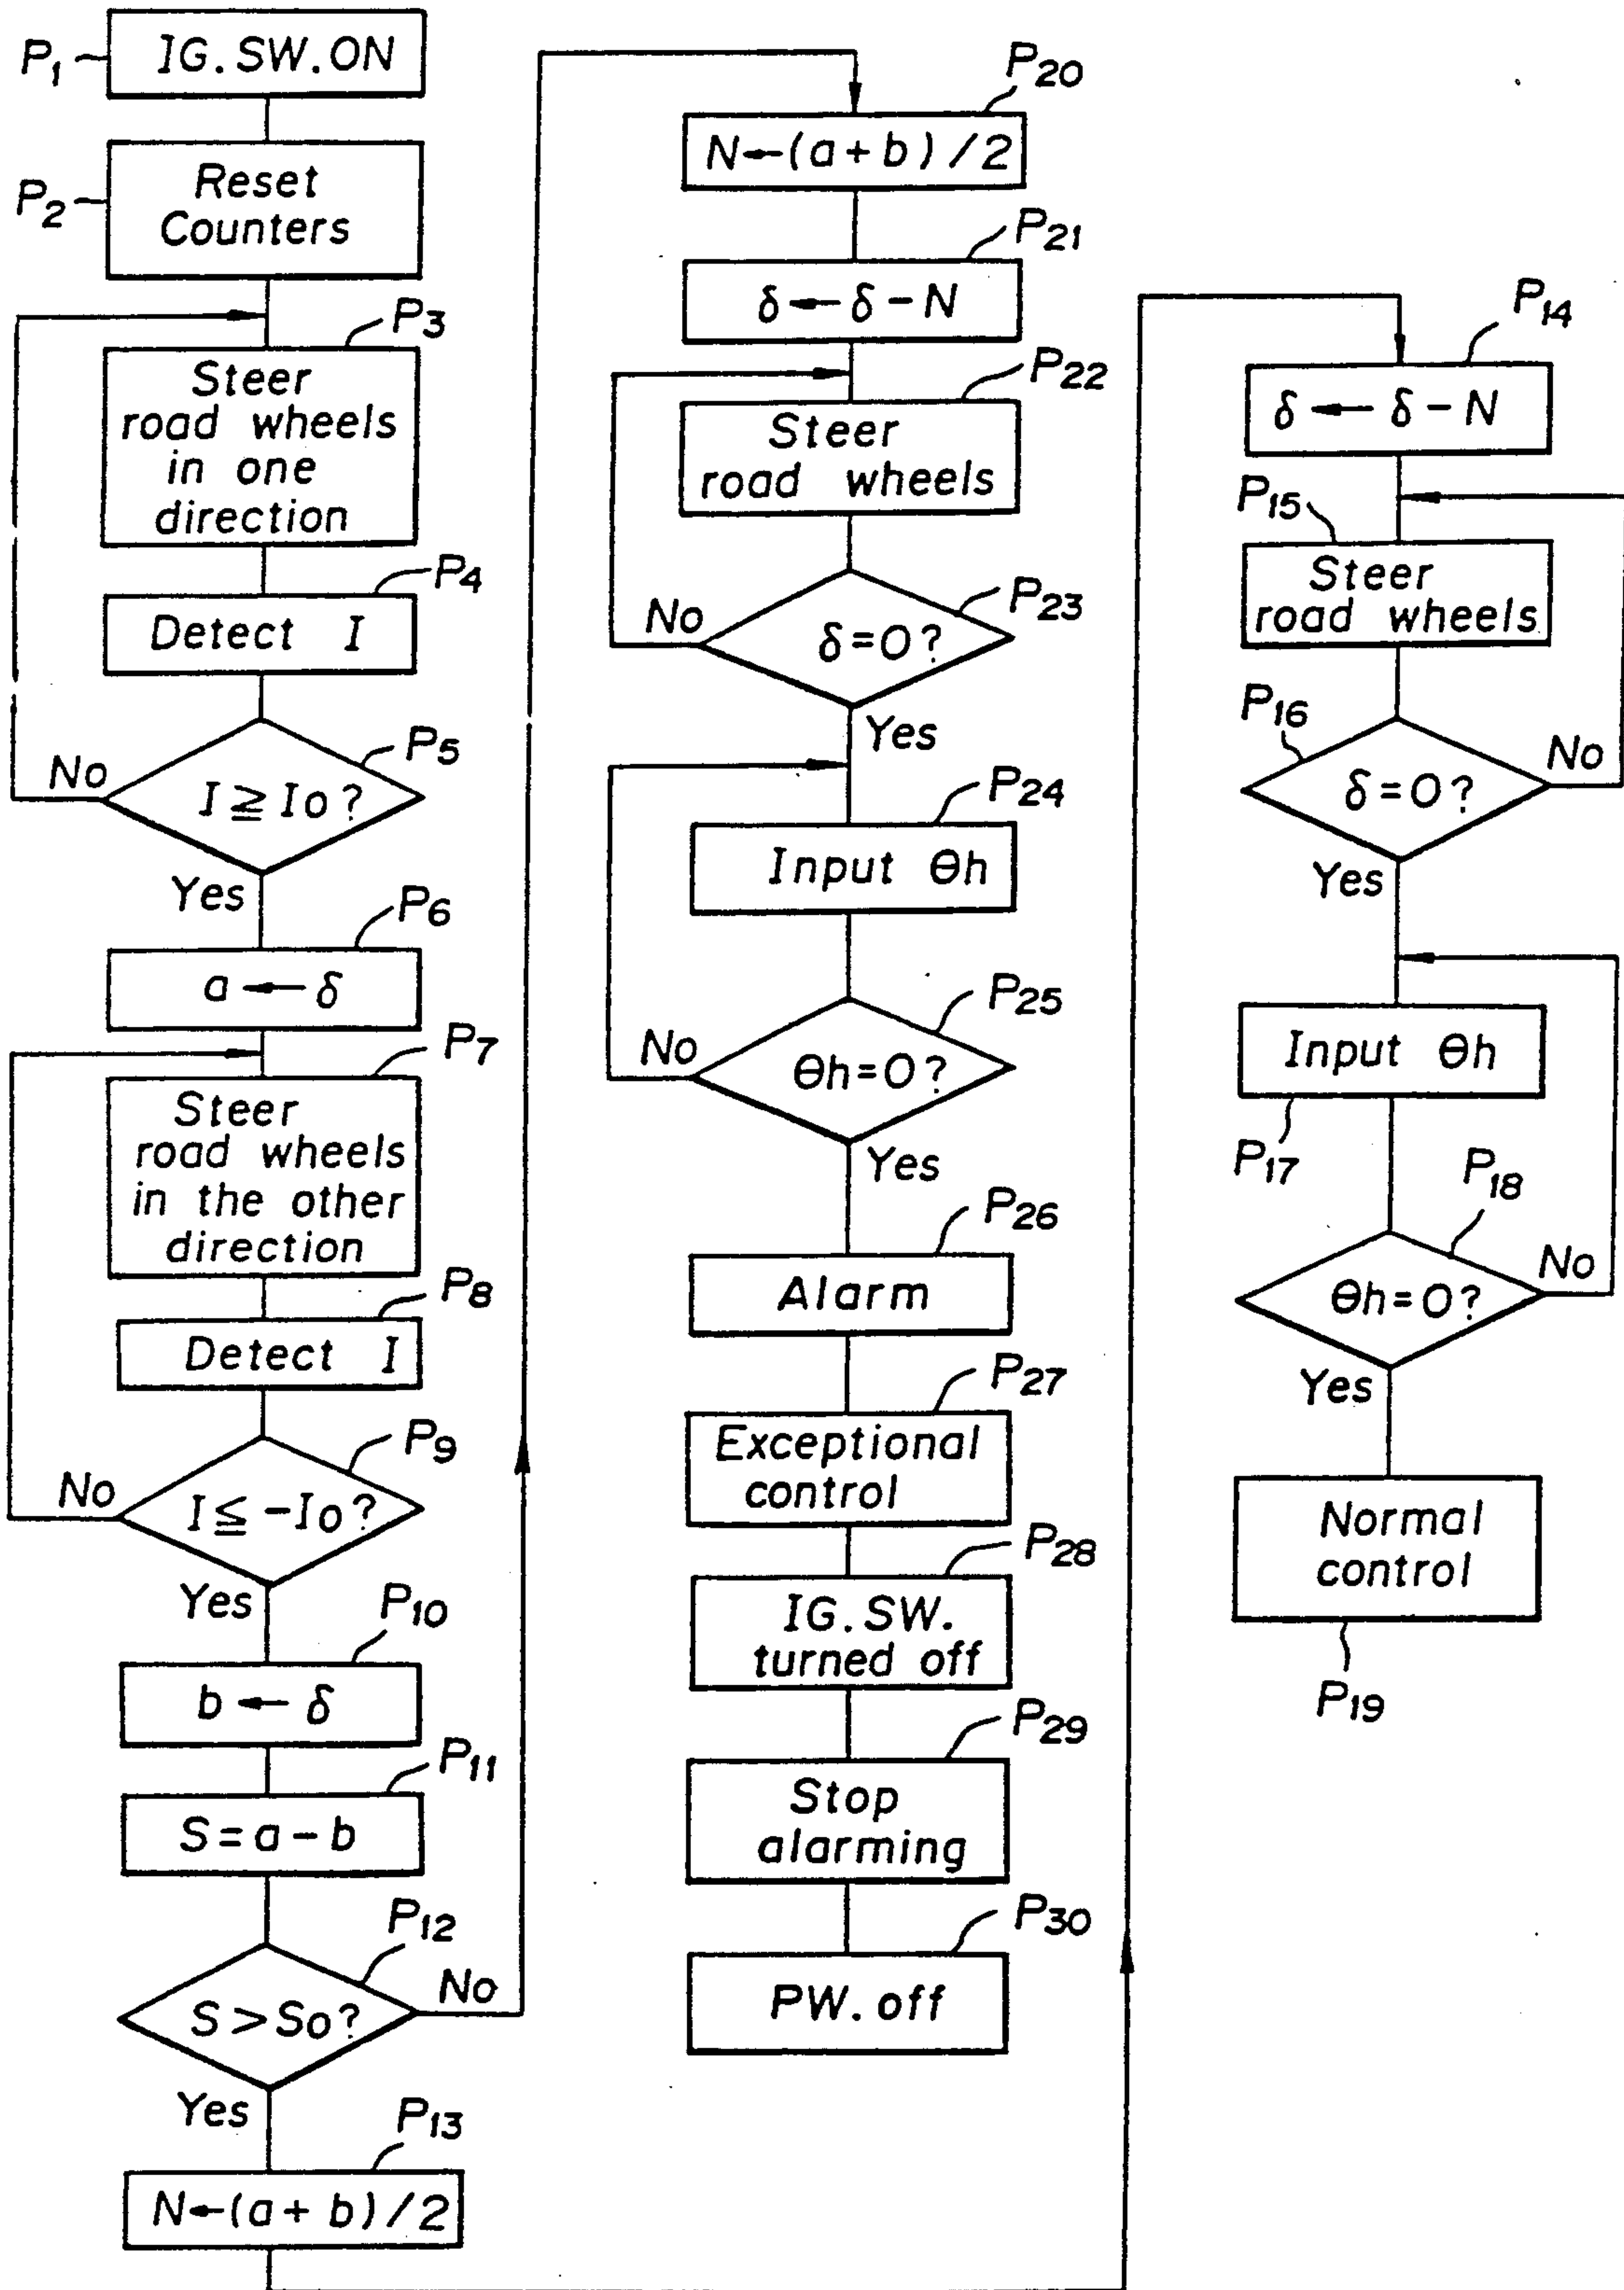 P1
IG.SW.ON
P2
Reset
Counters
P3
Steer
road wheels
in one
direction
P4
Detect I
P5
I ≧ Io?
No
Yes
P6
a ← δ
P7
Steer
road wheels
in the other
direction
P8
Detect I
P9
I ≦ -Io?
No
Yes
P10
b ← δ
P11
S = a - b
P12
S > So?
No
Yes
P13
N ← (a + b) / 2
P20
N ← (a + b) / 2
P21
δ ← δ - N
P22
Steer
road wheels
P23
δ = 0?
No
Yes
P24
Input θh
P25
θh = 0?
No
Yes
P26
Alarm
P27
Exceptional
control
P28
IG.SW.
turned off
P29
Stop
alarming
P30
PW. off
P14
δ ← δ - N
P15
Steer
road wheels
P16
δ = 0?
No
Yes
Input θh
P17
P18
θh = 0?
No
Yes
Normal
control
P19